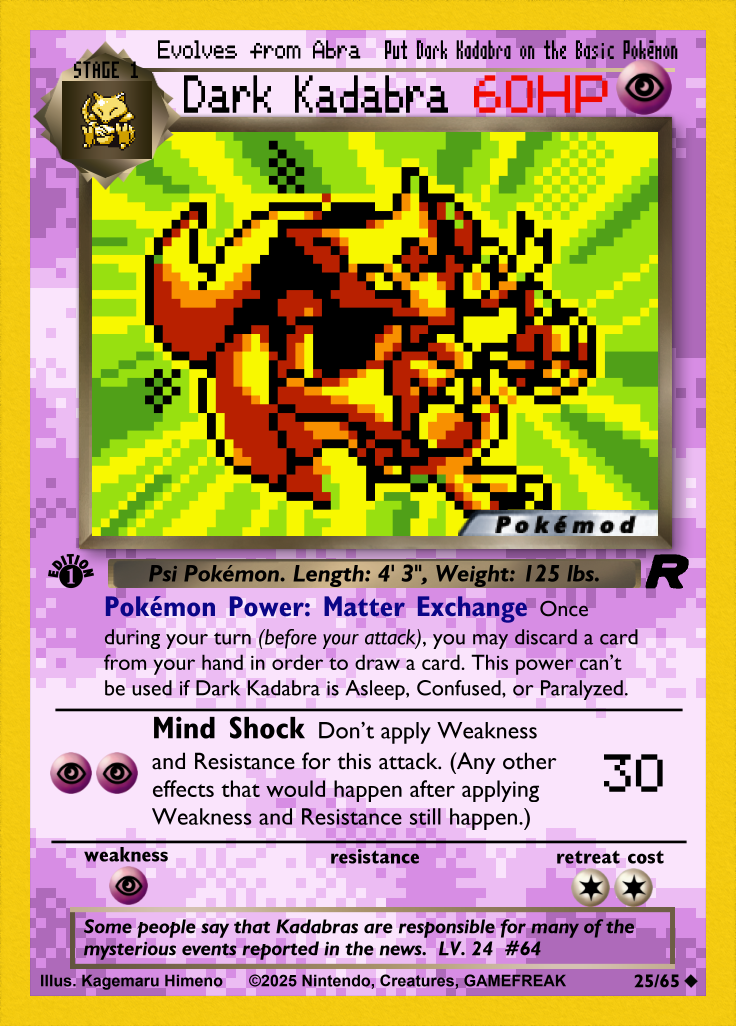 Evolves from Abra Put Dark Kadabra on the Basic Pokémon
STAGE 1
Dark Kadabra 60HP
Pokémod
EDITION 1
Psi Pokémon. Length: 4' 3", Weight: 125 lbs.
R
Pokémon Power: Matter Exchange Once
during your turn (before your attack), you may discard a card
from your hand in order to draw a card. This power can’t
be used if Dark Kadabra is Asleep, Confused, or Paralyzed.
Mind Shock Don’t apply Weakness
and Resistance for this attack. (Any other
effects that would happen after applying
Weakness and Resistance still happen.)
30
weakness resistance retreat cost
Some people say that Kadabras are responsible for many of the
mysterious events reported in the news. LV. 24 #64
Illus. Kagemaru Himeno ©2025 Nintendo, Creatures, GAMEFREAK 25/65